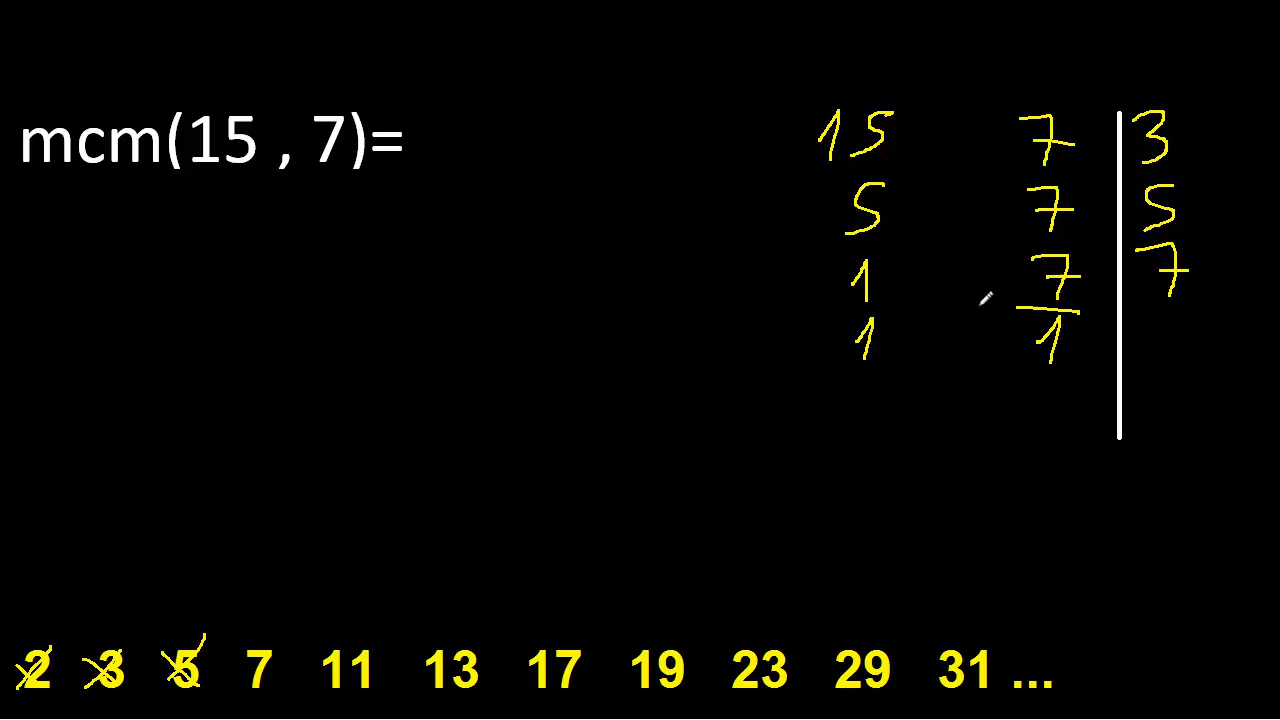 mcm(15 , 7)=
15 7 3
5 7 5
1 7 7
1 1
2 3 5 7 11 13 17 19 23 29 31 ...